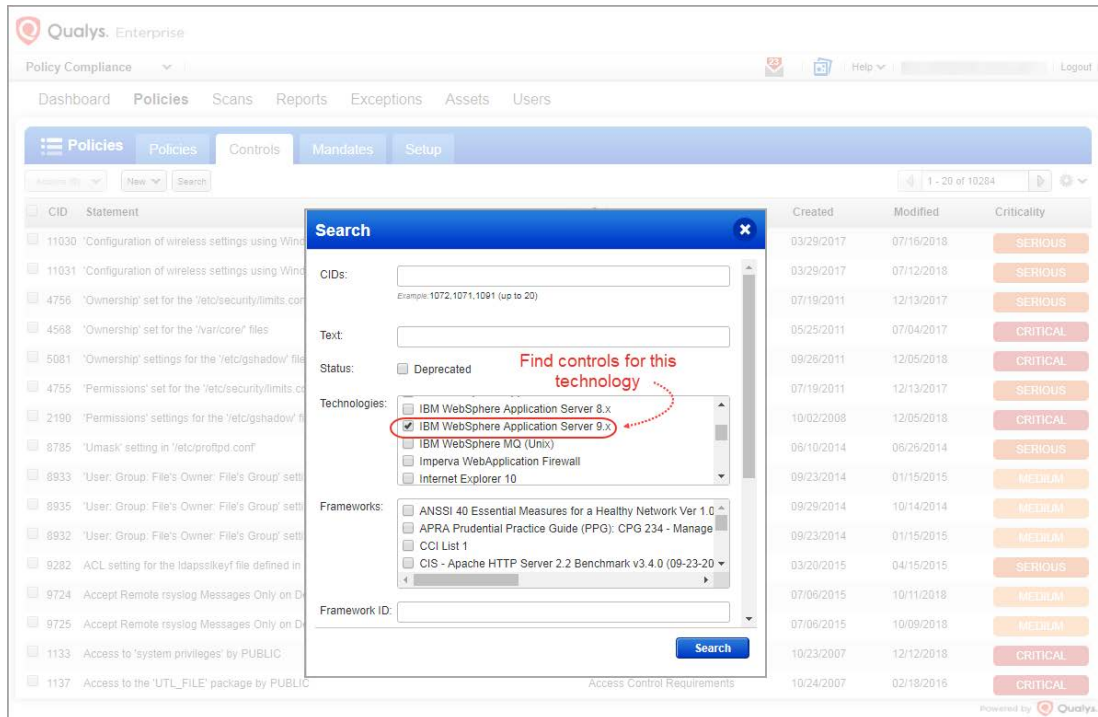 Qualys. Enterprise
Policy Compliance
23
Help
Logout
Dashboard Policies Scans Reports Exceptions Assets Users
Policies Policies Controls Mandates Setup
New Search 1 - 20 of 10284
CID Statement Created Modified Criticality
11030 'Configuration of wireless settings using Wind 03/29/2017 07/16/2018 SERIOUS
11031 'Configuration of wireless settings using Wind 03/29/2017 07/12/2018 SERIOUS
4756 'Ownership' set for the '/etc/security/limits.con 07/19/2011 12/13/2017 SERIOUS
4568 'Ownership' set for the '/var/core/' files 05/25/2011 07/04/2017 CRITICAL
5081 'Ownership' settings for the '/etc/gshadow' file 09/26/2011 12/05/2018 CRITICAL
4755 'Permissions' set for the '/etc/security/limits.co 07/19/2011 12/13/2017 SERIOUS
2190 'Permissions' settings for the '/etc/gshadow' fi 10/02/2008 12/05/2018 CRITICAL
8785 'Umask' setting in '/etc/proftpd.conf' 06/10/2014 06/26/2014 SERIOUS
8933 'User: Group: File's Owner: File's Group' setti 09/23/2014 01/15/2015 MEDIUM
8935 'User: Group: File's Owner: File's Group' setti 09/29/2014 10/14/2014 MEDIUM
8932 'User: Group: File's Owner: File's Group' setti 09/23/2014 01/15/2015 MEDIUM
9282 ACL setting for the ldapsslkeyf file defined in 03/20/2015 04/15/2015 SERIOUS
9724 Accept Remote rsyslog Messages Only on De 07/06/2015 10/11/2018 MEDIUM
9725 Accept Remote rsyslog Messages Only on De 07/06/2015 10/09/2018 MEDIUM
1133 Access to 'system privileges' by PUBLIC 10/23/2007 12/12/2018 CRITICAL
1137 Access to the 'UTL_FILE' package by PUBLIC Access Control Requirements 10/24/2007 02/18/2016 CRITICAL
Search
CIDs:
Example:1072,1071,1091 (up to 20)
Text:
Status: Deprecated
Find controls for this
technology
Technologies:
IBM WebSphere Application Server 8.x
IBM WebSphere Application Server 9.x
IBM WebSphere MQ (Unix)
Imperva WebApplication Firewall
Internet Explorer 10
Frameworks:
ANSSI 40 Essential Measures for a Healthy Network Ver 1.0
APRA Prudential Practice Guide (PPG): CPG 234 - Manage
CCI List 1
CIS - Apache HTTP Server 2.2 Benchmark v3.4.0 (09-23-20
Framework ID:
Search
Powered by Qualys.